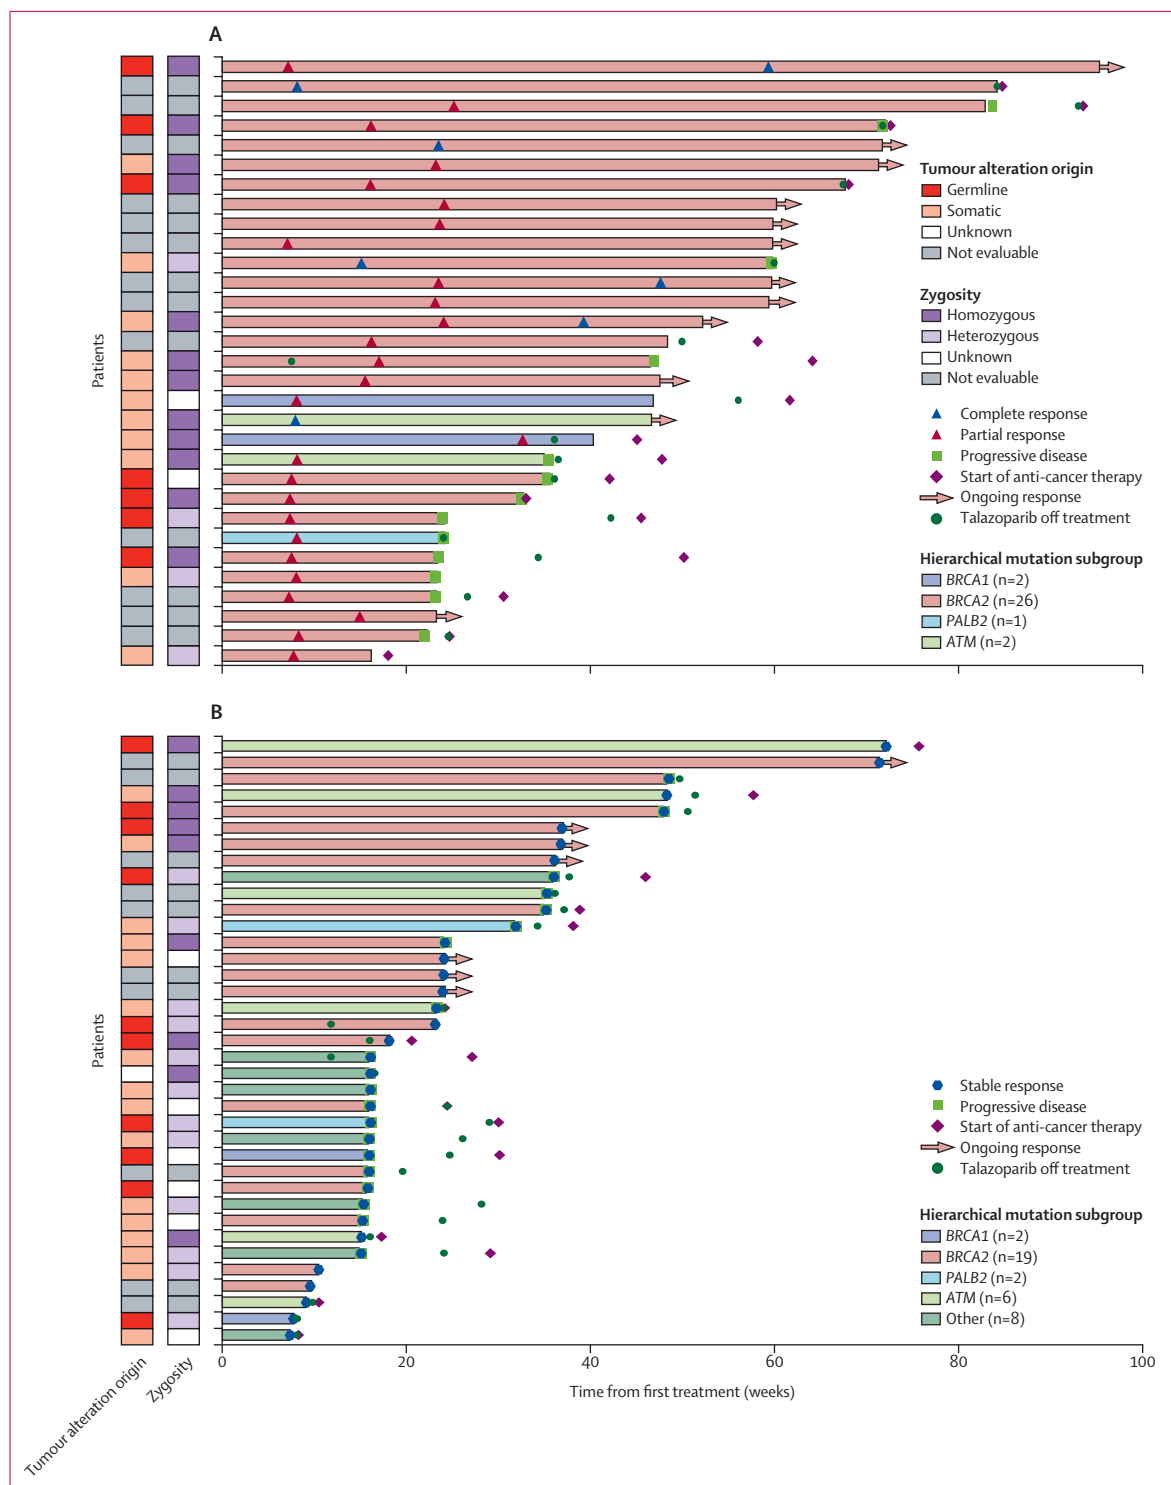 A
Patients
Tumour alteration origin
Germline
Somatic
Unknown
Not evaluable
Zygosity
Homozygous
Heterozygous
Unknown
Not evaluable
Complete response
Partial response
Progressive disease
Start of anti-cancer therapy
Ongoing response
Talazoparib off treatment
Hierarchical mutation subgroup
BRCA1 (n=2)
BRCA2 (n=26)
PALB2 (n=1)
ATM (n=2)
B
Patients
Stable response
Progressive disease
Start of anti-cancer therapy
Ongoing response
Talazoparib off treatment
Hierarchical mutation subgroup
BRCA1 (n=2)
BRCA2 (n=19)
PALB2 (n=2)
ATM (n=6)
Other (n=8)
0 20 40 60 80 100
Time from first treatment (weeks)
Tumour alteration origin
Zygosity